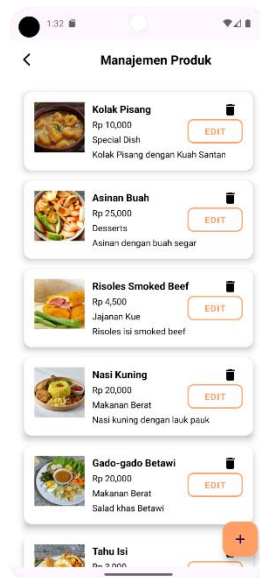 1:32
Manajemen Produk
Kolak Pisang
Rp 10,000
EDIT
Special Dish
Kolak Pisang dengan Kuah Santan
Asinan Buah
Rp 25,000
EDIT
Desserts
Asinan dengan buah segar
Risoles Smoked Beef
Rp 4,500
EDIT
Jajanan Kue
Risoles isi smoked beef
Nasi Kuning
Rp 20,000
EDIT
Makanan Berat
Nasi kuning dengan lauk pauk
Gado-gado Betawi
Rp 20,000
EDIT
Makanan Berat
Salad khas Betawi
+
Tahu Isi
Rp 3,000